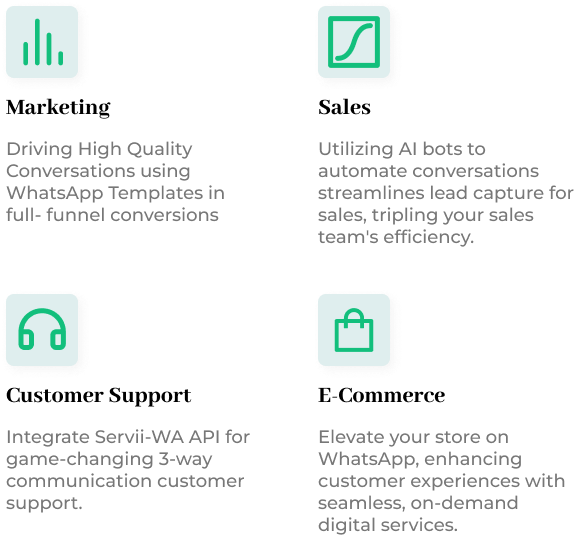 Marketing
Driving High Quality
Conversations using
WhatsApp Templates in
full- funnel conversions
Sales
Utilizing AI bots to
automate conversations
streamlines lead capture for
sales, tripling your sales
team's efficiency.
Customer Support
Integrate Servii-WA API for
game-changing 3-way
communication customer
support.
E-Commerce
Elevate your store on
WhatsApp, enhancing
customer experiences with
seamless, on-demand
digital services.